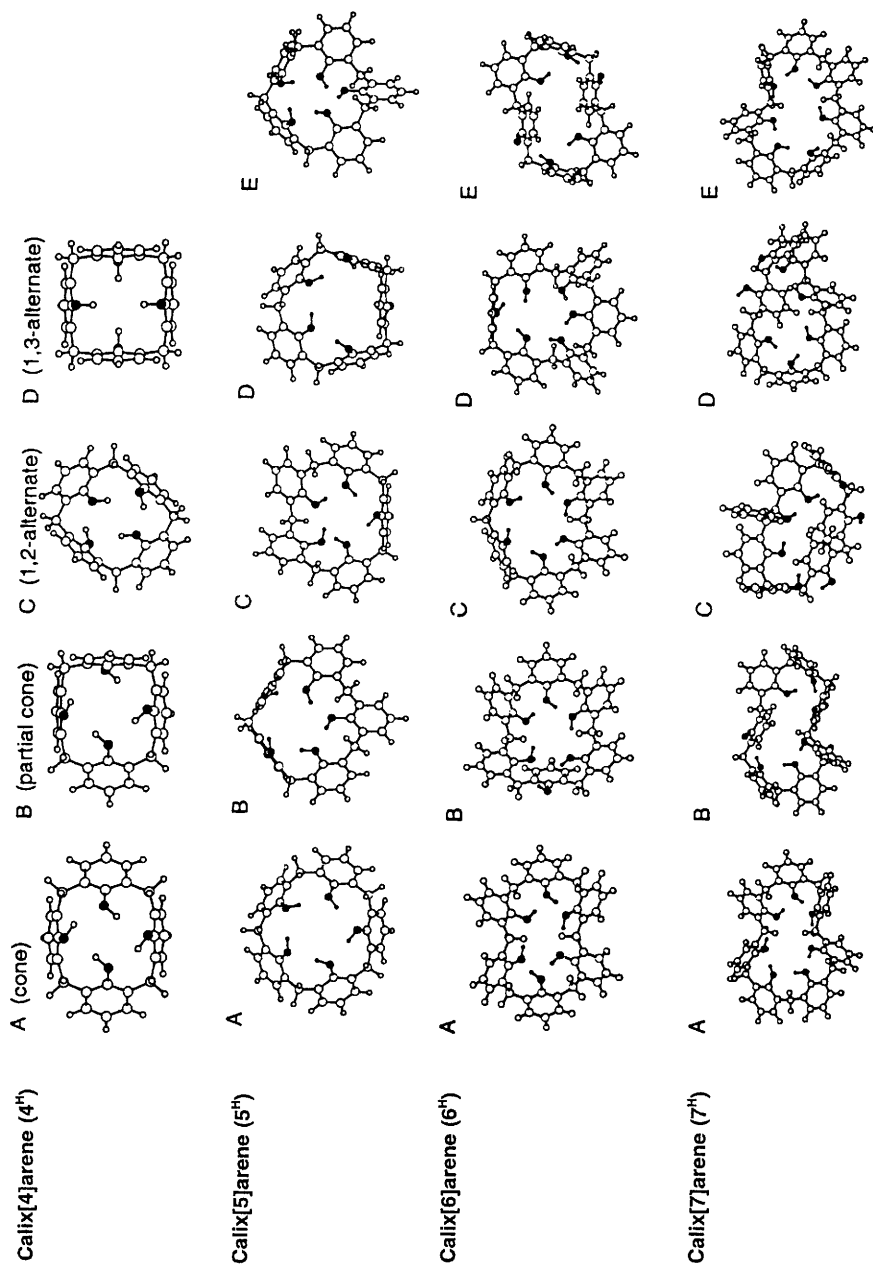 Calix[4]arene (4ᴴ)
A (cone)
B (partial cone)
C (1,2-alternate)
D (1,3-alternate)
Calix[5]arene (5ᴴ)
A
B
C
D
E
Calix[6]arene (6ᴴ)
A
B
C
D
E
Calix[7]arene (7ᴴ)
A
B
C
D
E